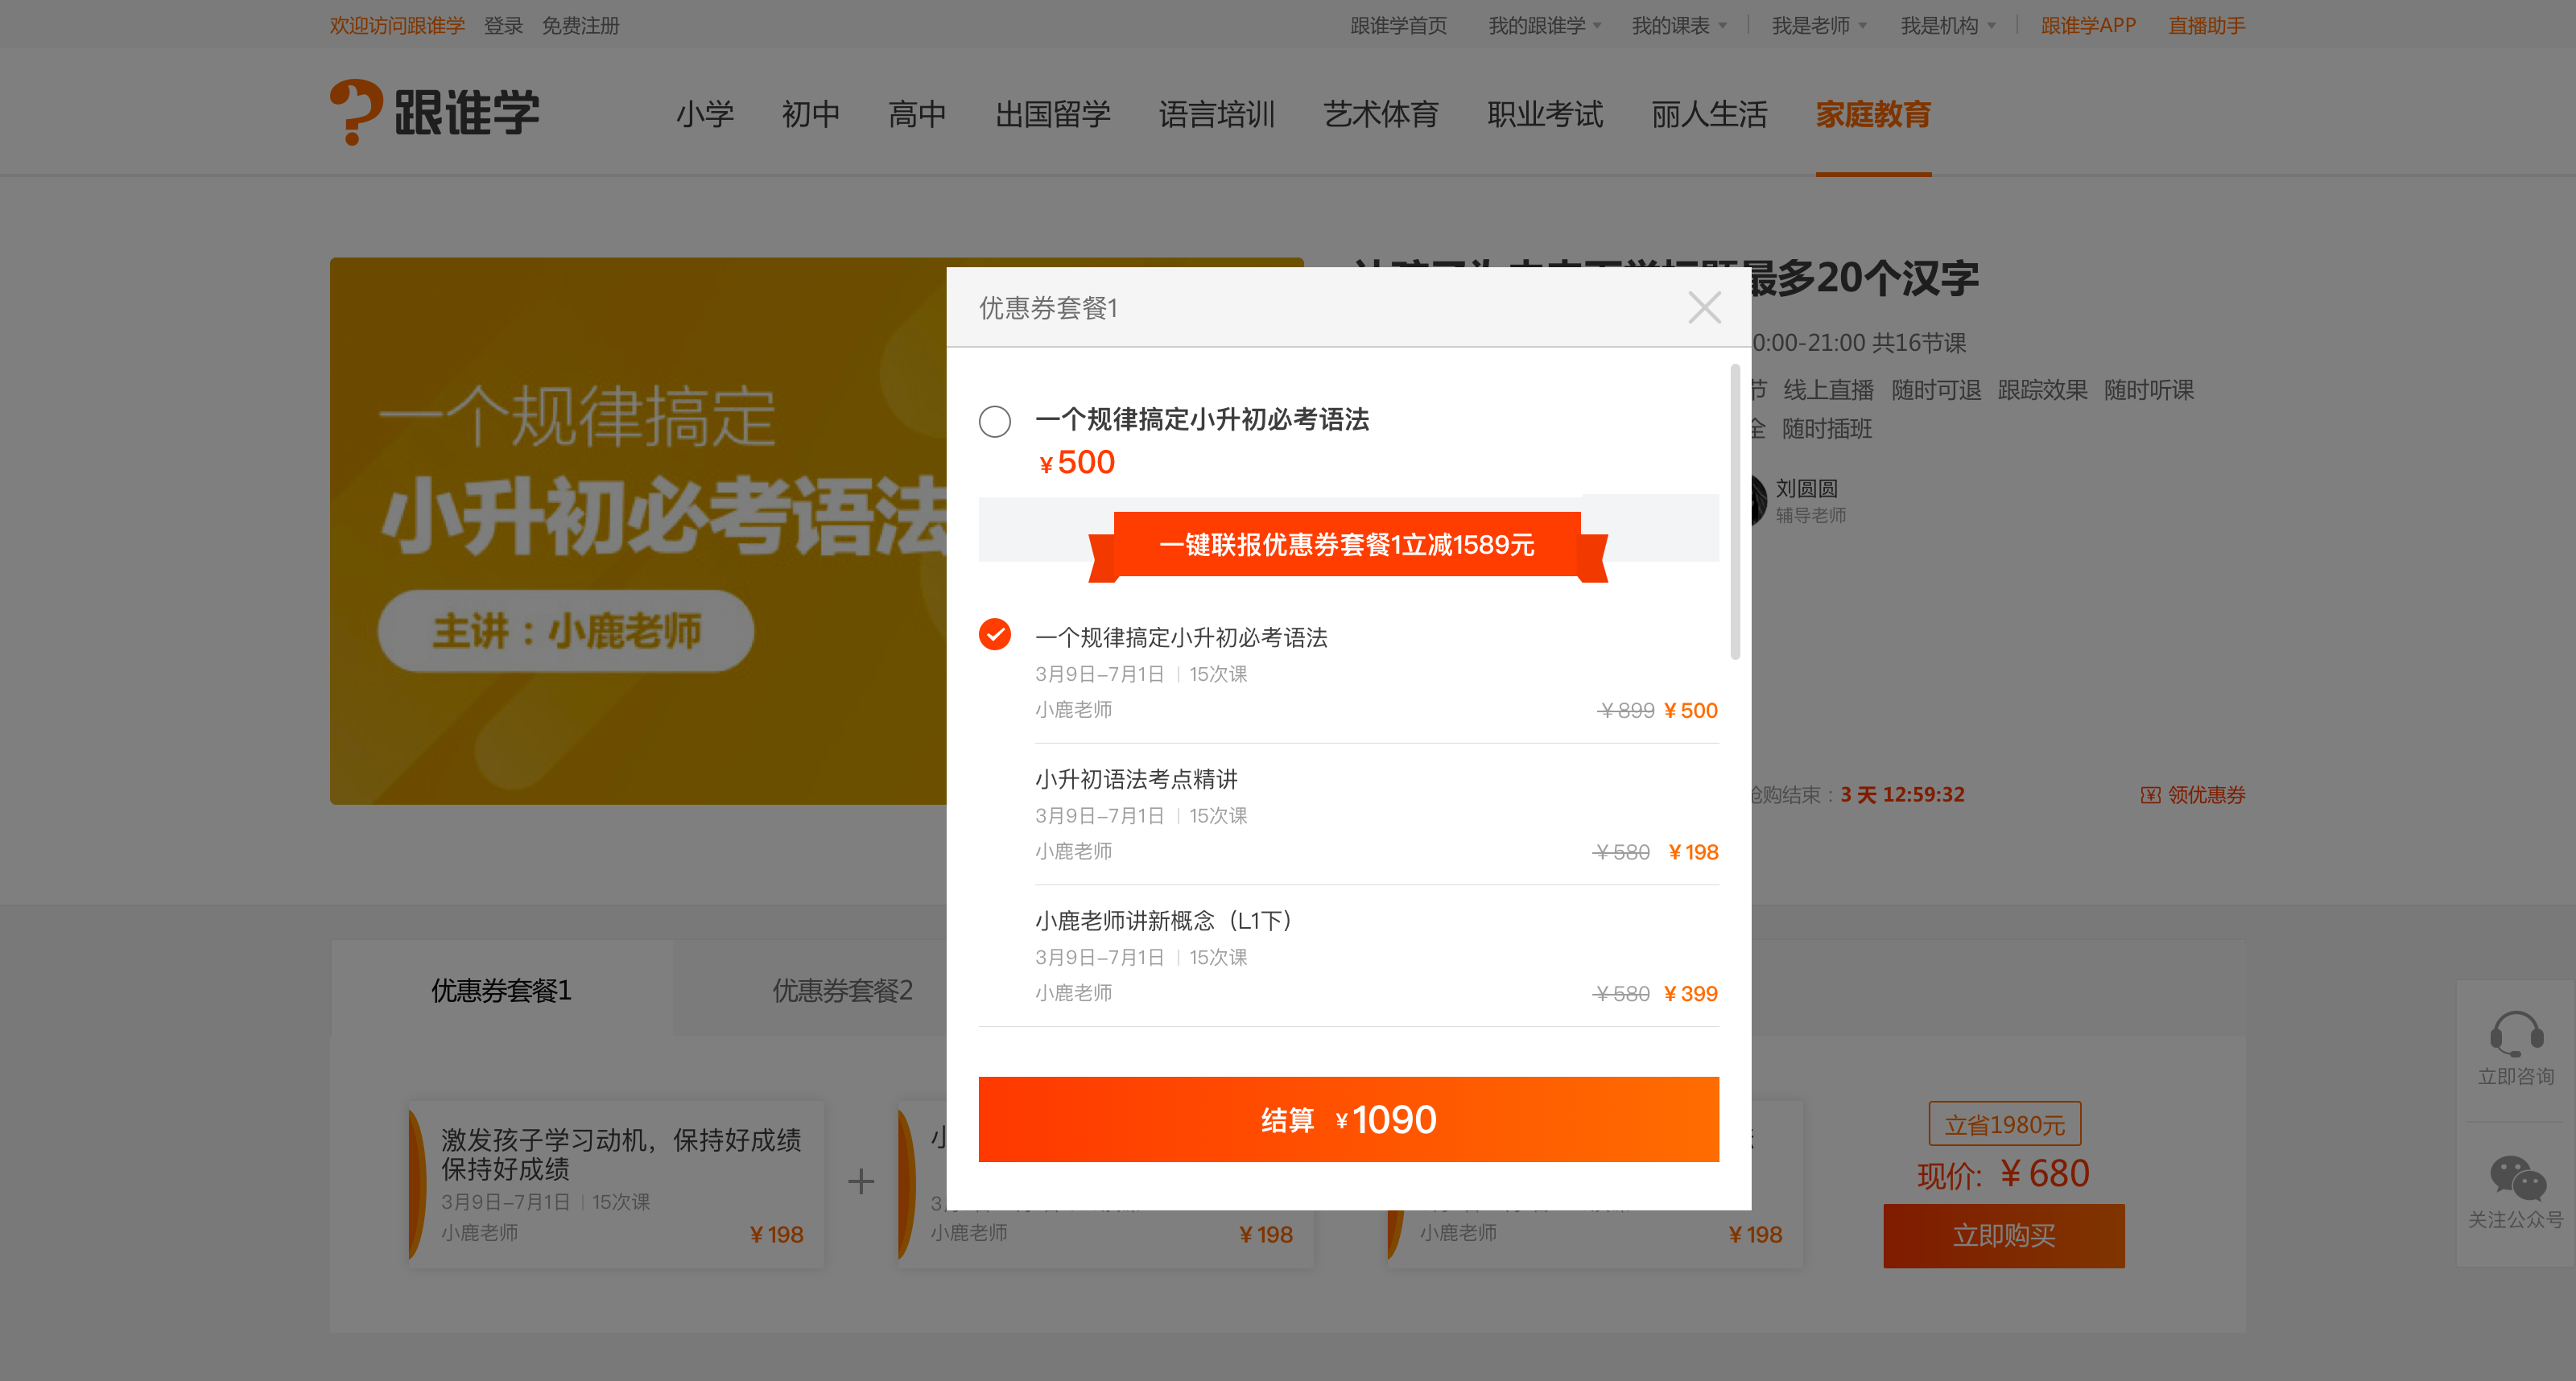 欢迎访问跟谁学 登录 免费注册 跟谁学首页 我的跟谁学 我的课表 我是老师 我是机构 跟谁学APP 直播助手
跟谁学 小学 初中 高中 出国留学 语言培训 艺术体育 职业考试 丽人生活 家庭教育
一个规律搞定
小升初必考语法
主讲：小鹿老师
最多20个汉字
0:00-21:00 共16节课
节 线上直播 随时可退 跟踪效果 随时听课
全 随时插班
刘圆圆
辅导老师
抢购结束：3 天 12:59:32 领优惠券
优惠券套餐1
一个规律搞定小升初必考语法
¥500
一键联报优惠券套餐1立减1589元
一个规律搞定小升初必考语法
3月9日–7月1日 | 15次课
小鹿老师 ¥899 ¥500
小升初语法考点精讲
3月9日–7月1日 | 15次课
小鹿老师 ¥580 ¥198
小鹿老师讲新概念（L1下）
3月9日–7月1日 | 15次课
小鹿老师 ¥580 ¥399
结算 ¥1090
优惠券套餐1 优惠券套餐2
激发孩子学习动机，保持好成绩
保持好成绩
3月9日–7月1日 | 15次课
小鹿老师 ¥198
小
小鹿老师 ¥198
小鹿老师 ¥198
立省1980元
现价: ¥680
立即购买
立即咨询
关注公众号